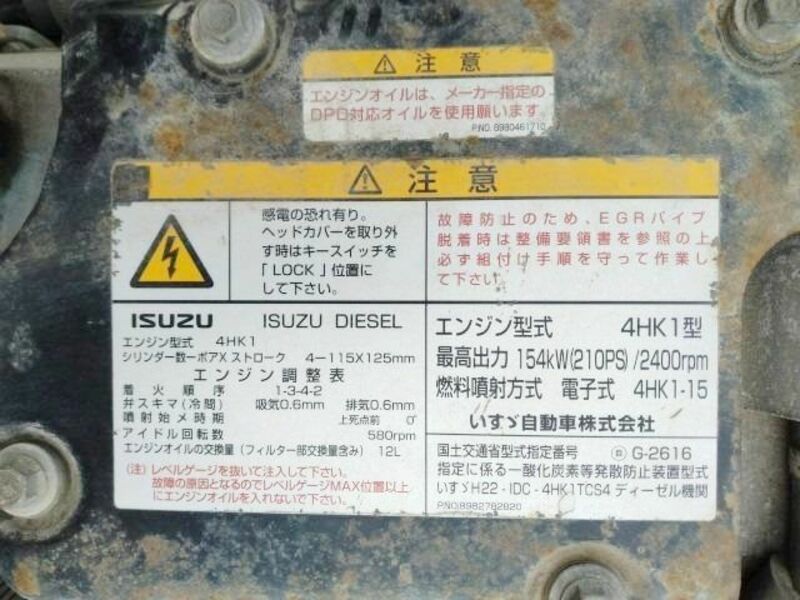 ⚠ 注意
エンジンオイルは、メーカー指定の
DPD対応オイルを使用願います。
P.NO. 8980461710
⚠ 注意
感電の恐れ有り。
ヘッドカバーを取り外
す時はキースイッチを
「LOCK」位置に
して下さい。
故障防止のため、EGRパイプ
脱着時は整備要領書を参照の上
必ず組付け手順を守って作業し
て下さい。
ISUZU ISUZU DIESEL
エンジン型式 4HK1
シリンダー数ーボアX ストローク 4-115X125mm
エンジン調整表
着火順序 1-3-4-2
弁スキマ(冷間) 吸気0.6mm 排気0.6mm
噴射始メ時期 上死点前 0°
アイドル回転数 580rpm
エンジンオイルの交換量(フィルター部交換量含み) 12L
(注)レベルゲージを抜いて注入して下さい。
故障の原因となるのでレベルゲージMAX位置以上
にエンジンオイルを入れないで下さい。
エンジン型式 4HK1型
最高出力 154kW(210PS)/2400rpm
燃料噴射方式 電子式 4HK1-15
いすゞ自動車株式会社
国土交通省型式指定番号 G-2616
指定に係る一酸化炭素等発散防止装置型式
いすゞH22-IDC-4HK1TCS4 ディーゼル機関
P.NO.8982782820